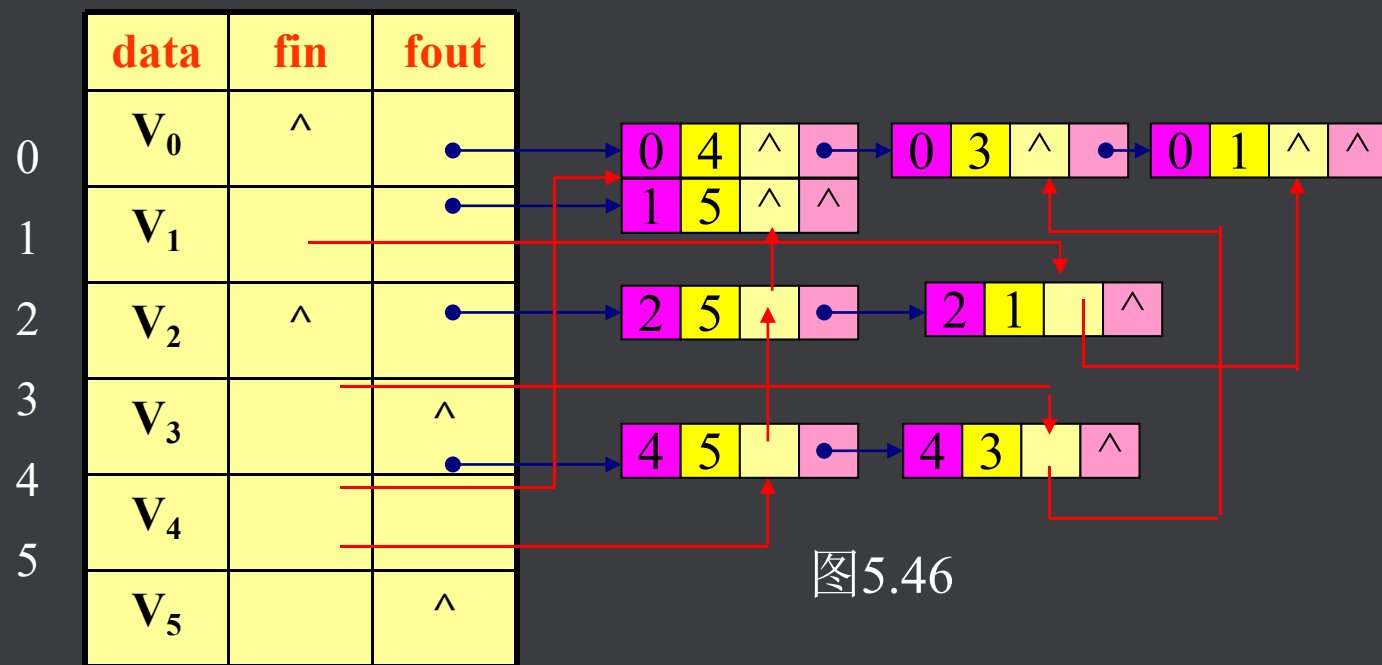 data fin fout
0 V₀ ^ 0 4 ^ 0 3 ^ 0 1 ^ ^
1 V₁ 1 5 ^ ^
2 V₂ ^ 2 5 2 1 ^
3 V₃ ^
4 V₄ 4 5 4 3 ^
5 V₅ ^
图5.46